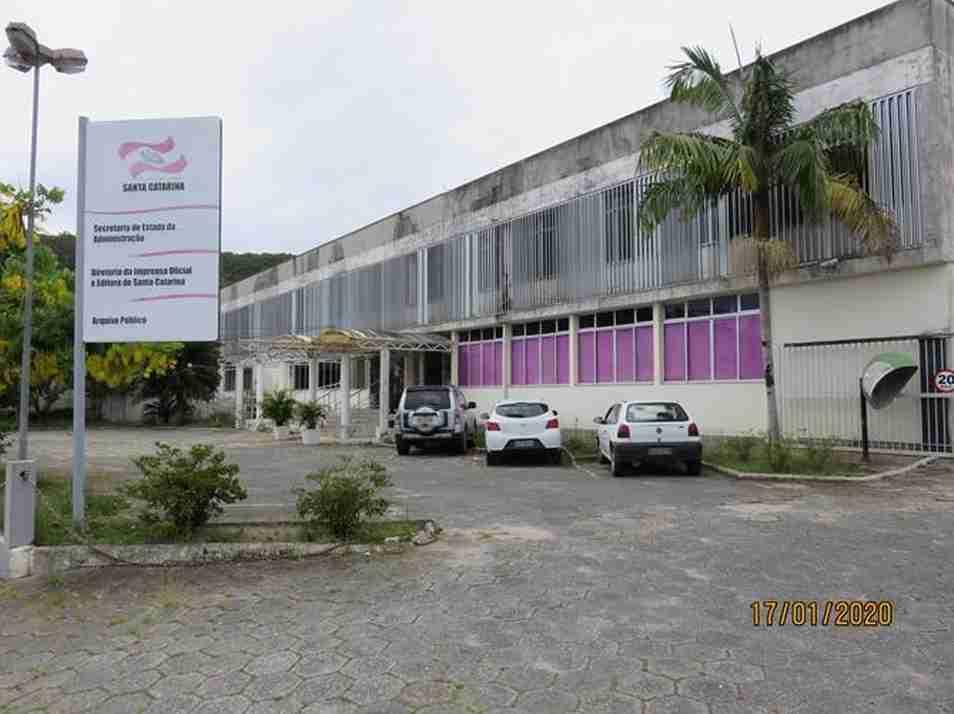 SANTA CATARINA
Secretaria de Estado da
Administração
Diretoria da Imprensa Oficial
e Editora de Santa Catarina
Arquivo Público
20
17/01/2020